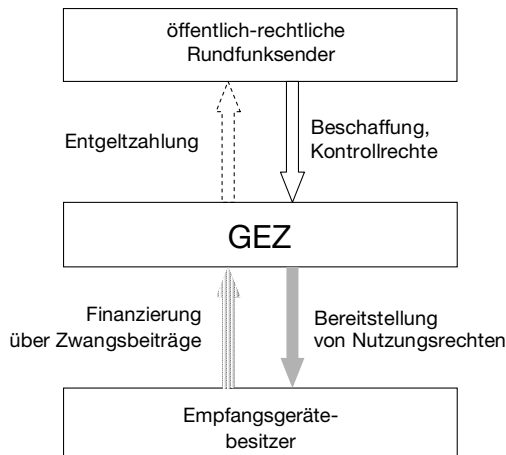 öffentlich-rechtliche
Rundfunksender
Entgeltzahlung
Beschaffung,
Kontrollrechte
GEZ
Finanzierung
über Zwangsbeiträge
Bereitstellung
von Nutzungsrechten
Empfangsgeräte-
besitzer